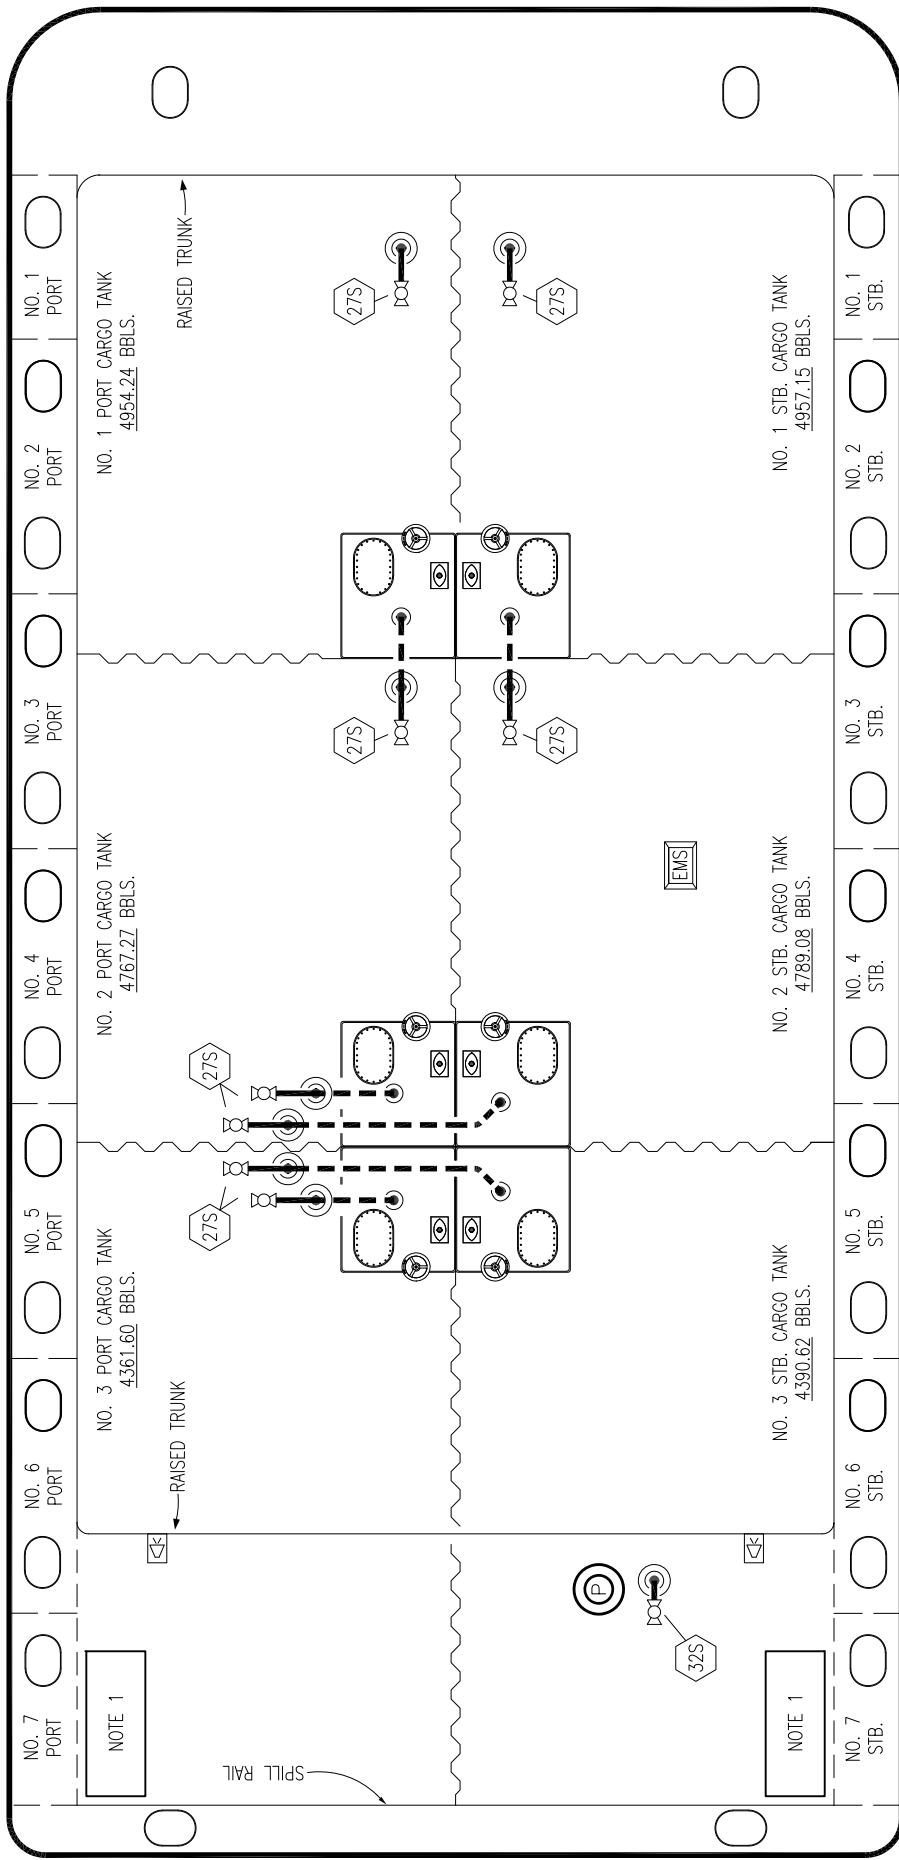 RAISED TRUNK
NO. 1
PORT
NO. 1 PORT CARGO TANK
4954.24 BBLS.
27S
27S
NO. 1 STB. CARGO TANK
4957.15 BBLS.
NO. 1
STB.
NO. 2
PORT
NO. 2
STB.
NO. 3
PORT
27S
27S
NO. 3
STB.
NO. 2 PORT CARGO TANK
4767.27 BBLS.
EMS
NO. 2 STB. CARGO TANK
4789.08 BBLS.
NO. 4
PORT
NO. 4
STB.
27S
27S
NO. 5
PORT
NO. 5
STB.
NO. 3 PORT CARGO TANK
4361.60 BBLS.
NO. 3 STB. CARGO TANK
4390.62 BBLS.
RAISED TRUNK
NO. 6
PORT
NO. 6
STB.
P
32S
NO. 7
PORT
NOTE 1
SPILL RAIL
NOTE 1
NO. 7
STB.